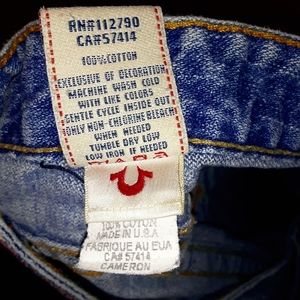 RN#112790
CA#57414
100%COTTON
EXCLUSIVE OF DECORATION
MACHINE WASH COLD
WITH LIKE COLORS
GENTLE CYCLE INSIDE OUT
ONLY NON-CHLORINE BLEACH
WHEN NEEDED
TUMBLE DRY LOW
LOW IRON IF NEEDED
100% COTON
MADE IN U.S.A
FABRIQUE AU EUA
CA# 57414
CAMERON